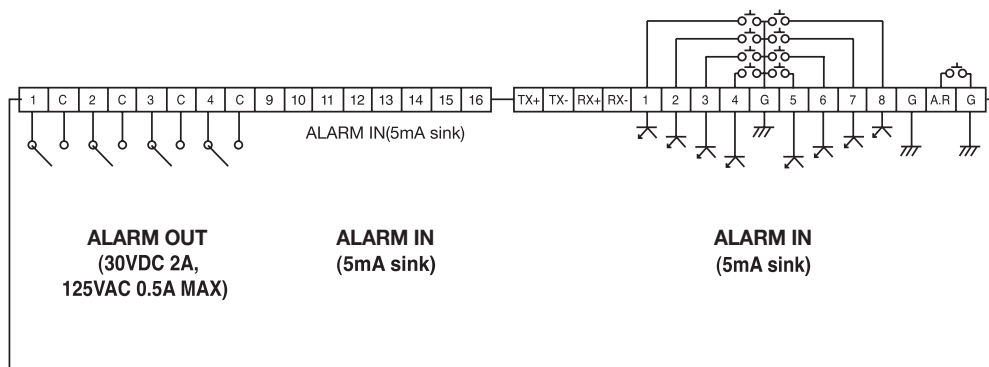 1 C 2 C 3 C 4 C 9 10 11 12 13 14 15 16 TX+ TX- RX+ RX- 1 2 3 4 G 5 6 7 8 G A.R G
ALARM IN(5mA sink)
ALARM OUT
(30VDC 2A,
125VAC 0.5A MAX)
ALARM IN
(5mA sink)
ALARM IN
(5mA sink)